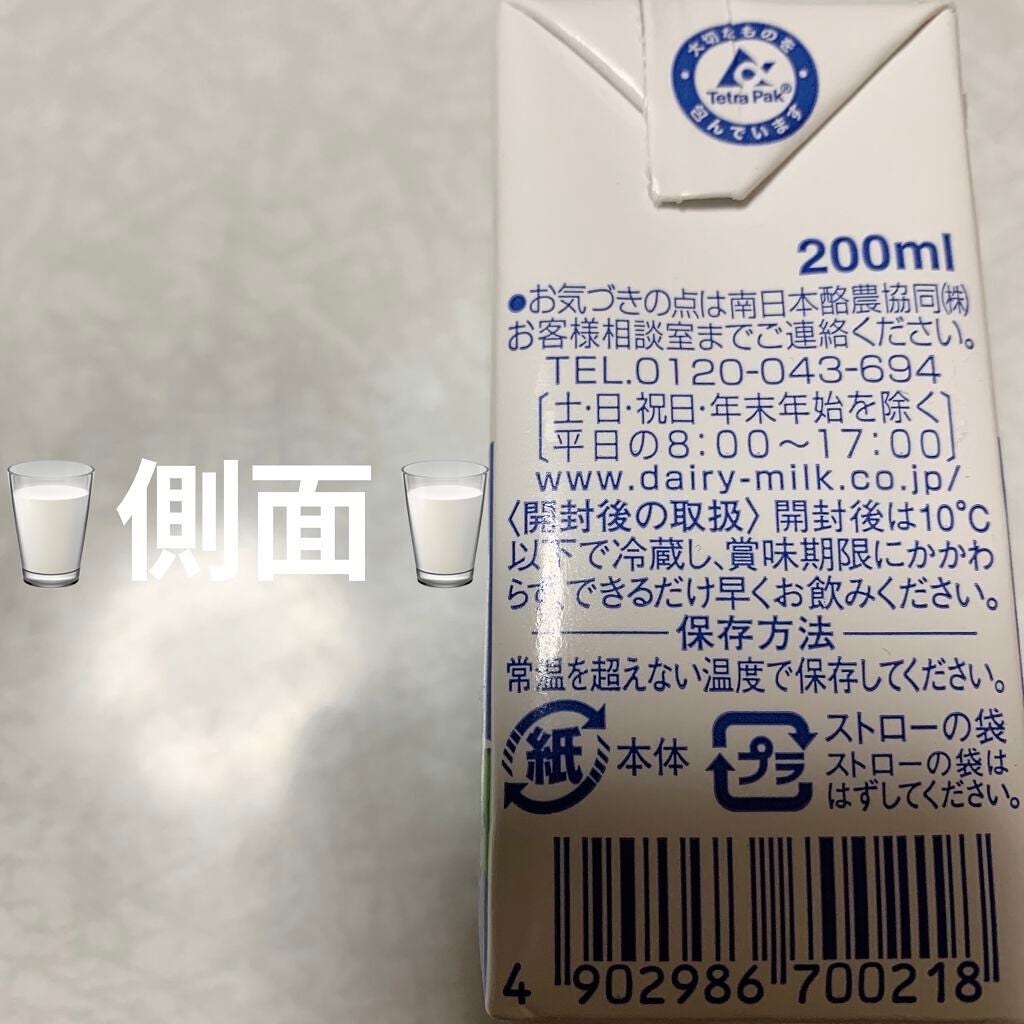 大切なものを
Tetra Pak®
包んでいます
200ml
●お気づきの点は南日本酪農協同㈱
お客様相談室までご連絡ください。
TEL.0120-043-694
〔土・日・祝日・年末年始を除く〕
平日の8:00～17:00
www.dairy-milk.co.jp/
〈開封後の取扱〉開封後は10℃
以下で冷蔵し、賞味期限にかかわ
らず、できるだけ早くお飲みください。
保存方法
常温を超えない温度で保存してください。
紙 本体
プラ ストローの袋
ストローの袋は
はずしてください。
4 902986 700218
側面